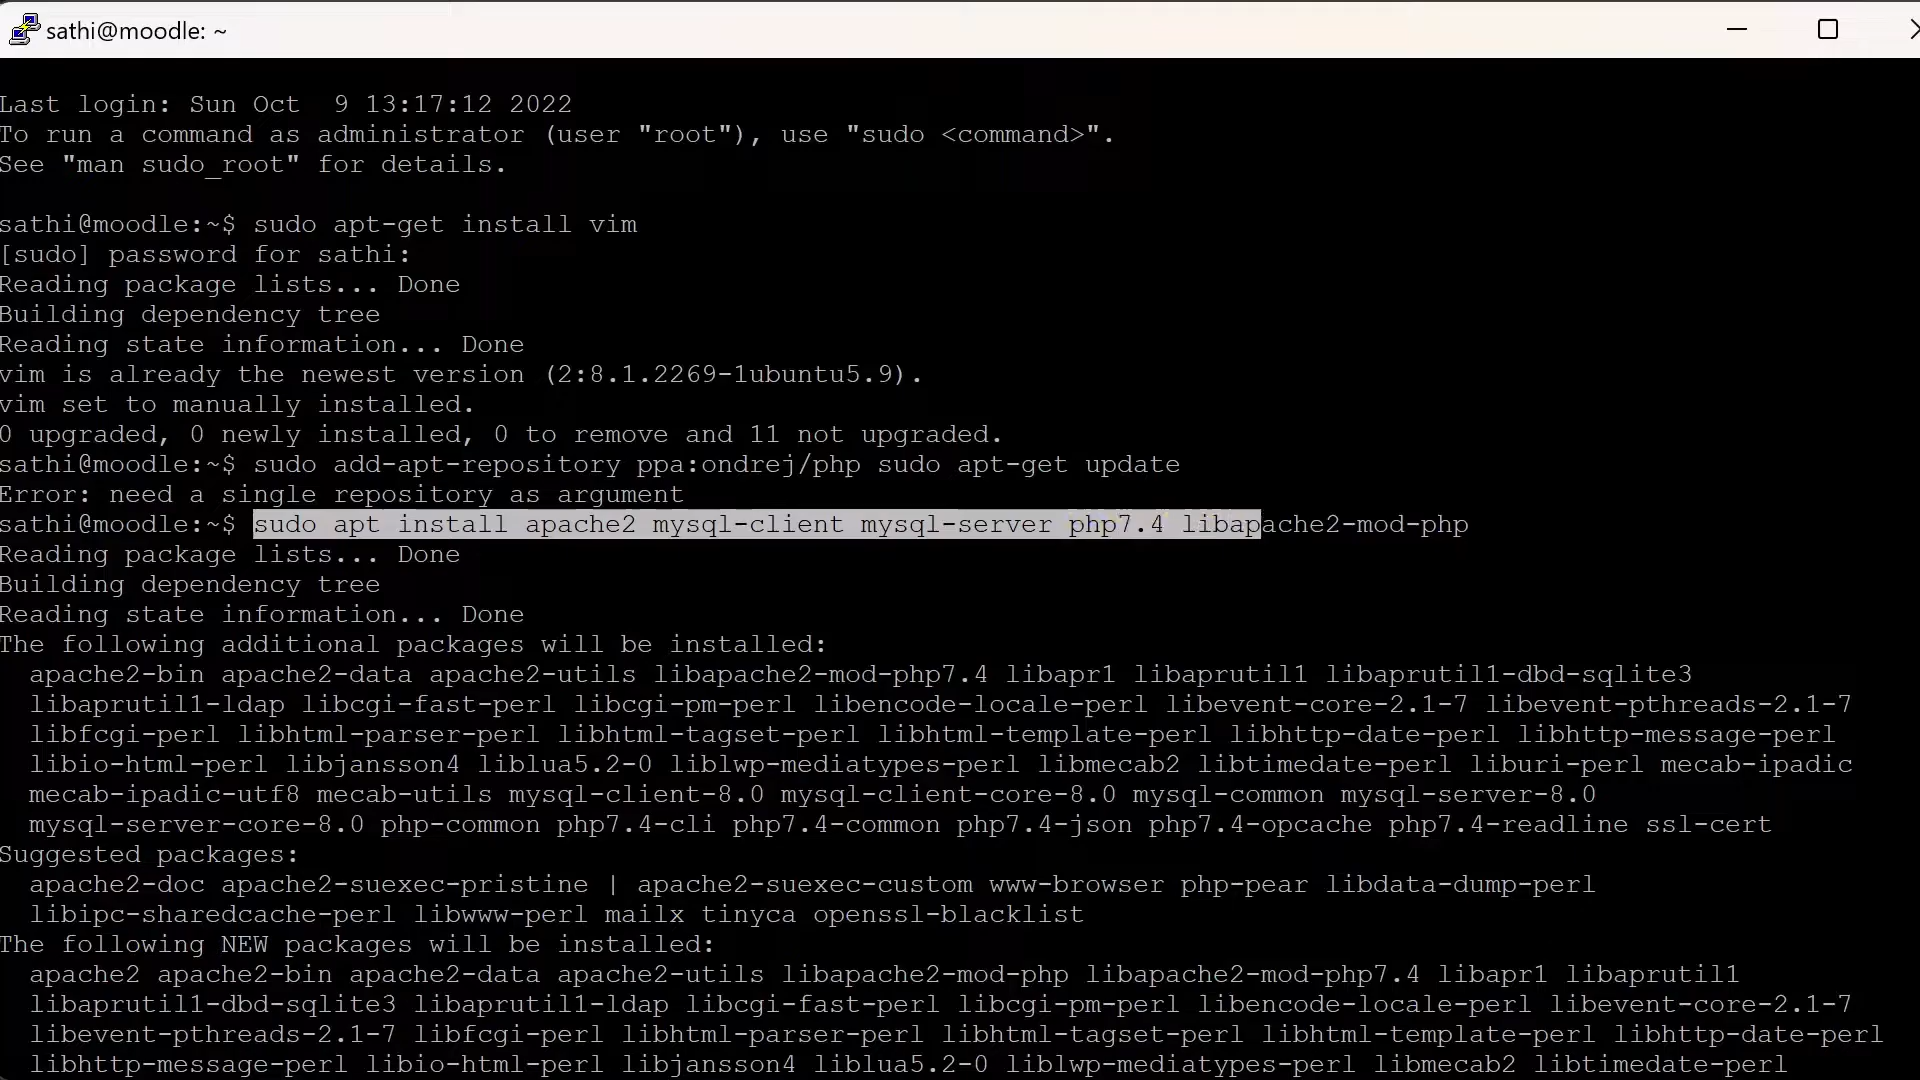 sathi@moodle: ~
Last login: Sun Oct  9 13:17:12 2022
To run a command as administrator (user "root"), use "sudo <command>".
See "man sudo_root" for details.
sathi@moodle:~$ sudo apt-get install vim
[sudo] password for sathi:
Reading package lists... Done
Building dependency tree
Reading state information... Done
vim is already the newest version (2:8.1.2269-1ubuntu5.9).
vim set to manually installed.
0 upgraded, 0 newly installed, 0 to remove and 11 not upgraded.
sathi@moodle:~$ sudo add-apt-repository ppa:ondrej/php sudo apt-get update
Error: need a single repository as argument
sathi@moodle:~$ sudo apt install apache2 mysql-client mysql-server php7.4 libapache2-mod-php
Reading package lists... Done
Building dependency tree
Reading state information... Done
The following additional packages will be installed:
  apache2-bin apache2-data apache2-utils libapache2-mod-php7.4 libapr1 libaprutil1 libaprutil1-dbd-sqlite3
  libaprutil1-ldap libcgi-fast-perl libcgi-pm-perl libencode-locale-perl libevent-core-2.1-7 libevent-pthreads-2.1-7
  libfcgi-perl libhtml-parser-perl libhtml-tagset-perl libhtml-template-perl libhttp-date-perl libhttp-message-perl
  libio-html-perl libjansson4 liblua5.2-0 liblwp-mediatypes-perl libmecab2 libtimedate-perl liburi-perl mecab-ipadic
  mecab-ipadic-utf8 mecab-utils mysql-client-8.0 mysql-client-core-8.0 mysql-common mysql-server-8.0
  mysql-server-core-8.0 php-common php7.4-cli php7.4-common php7.4-json php7.4-opcache php7.4-readline ssl-cert
Suggested packages:
  apache2-doc apache2-suexec-pristine | apache2-suexec-custom www-browser php-pear libdata-dump-perl
  libipc-sharedcache-perl libwww-perl mailx tinyca openssl-blacklist
The following NEW packages will be installed:
  apache2 apache2-bin apache2-data apache2-utils libapache2-mod-php libapache2-mod-php7.4 libapr1 libaprutil1
  libaprutil1-dbd-sqlite3 libaprutil1-ldap libcgi-fast-perl libcgi-pm-perl libencode-locale-perl libevent-core-2.1-7
  libevent-pthreads-2.1-7 libfcgi-perl libhtml-parser-perl libhtml-tagset-perl libhtml-template-perl libhttp-date-perl
  libhttp-message-perl libio-html-perl libjansson4 liblua5.2-0 liblwp-mediatypes-perl libmecab2 libtimedate-perl